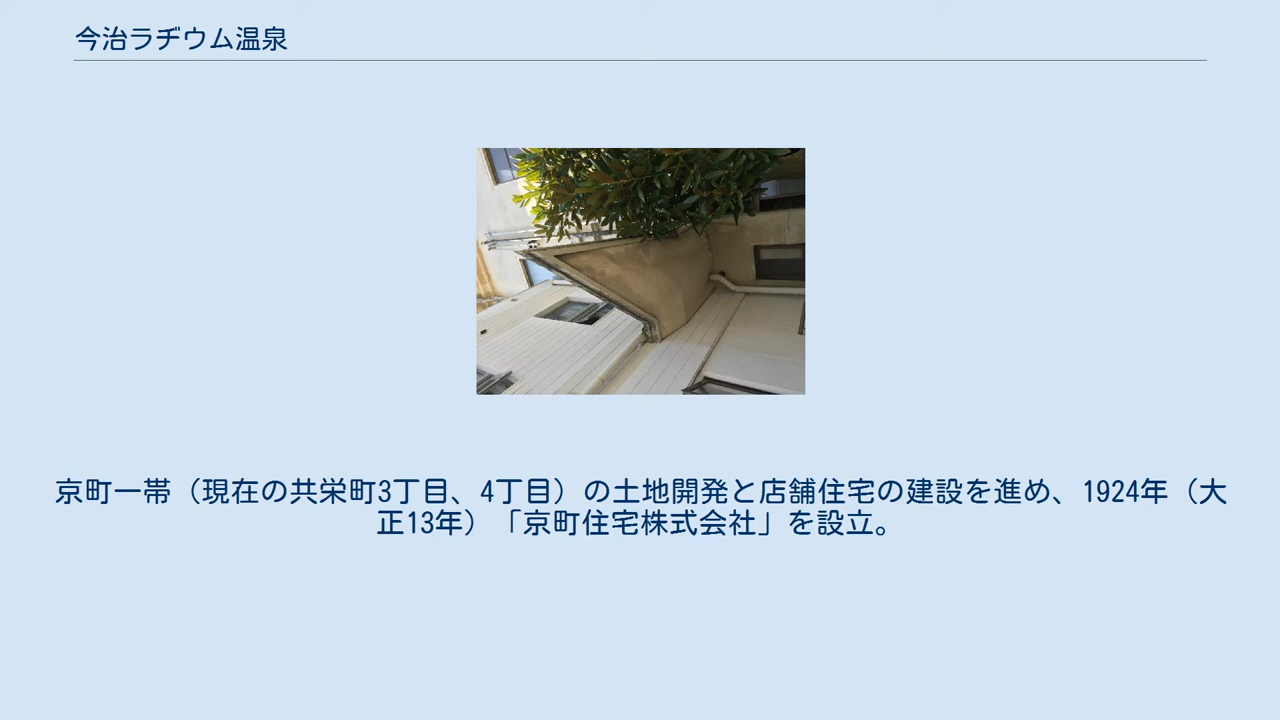 今治ラヂウム温泉
京町一帯（現在の共栄町3丁目、4丁目）の土地開発と店舗住宅の建設を進め、1924年（大
正13年）「京町住宅株式会社」を設立。